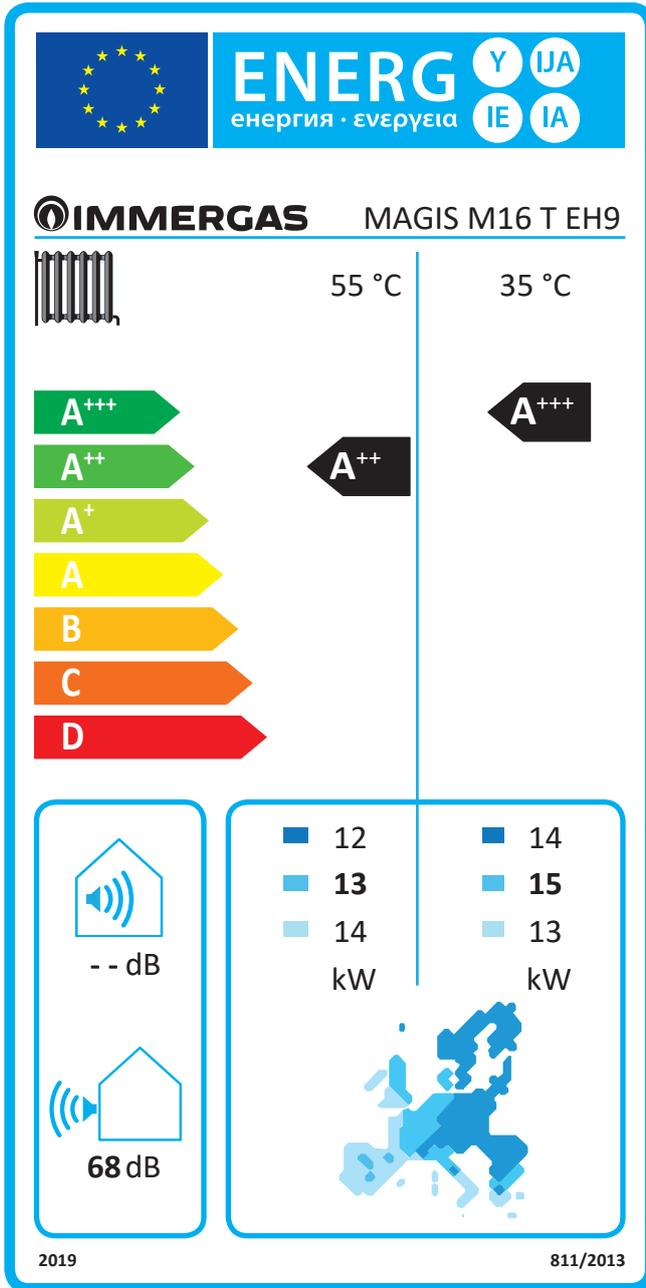 ENERG Y IJA
енергия · ενεργεια IE IA
IMMERGAS MAGIS M16 T EH9
55 °C 35 °C
A+++ A+++
A++ A++
A+
A
B
C
D
12 14
13 15
14 13
kW kW
-- dB
68 dB
2019 811/2013